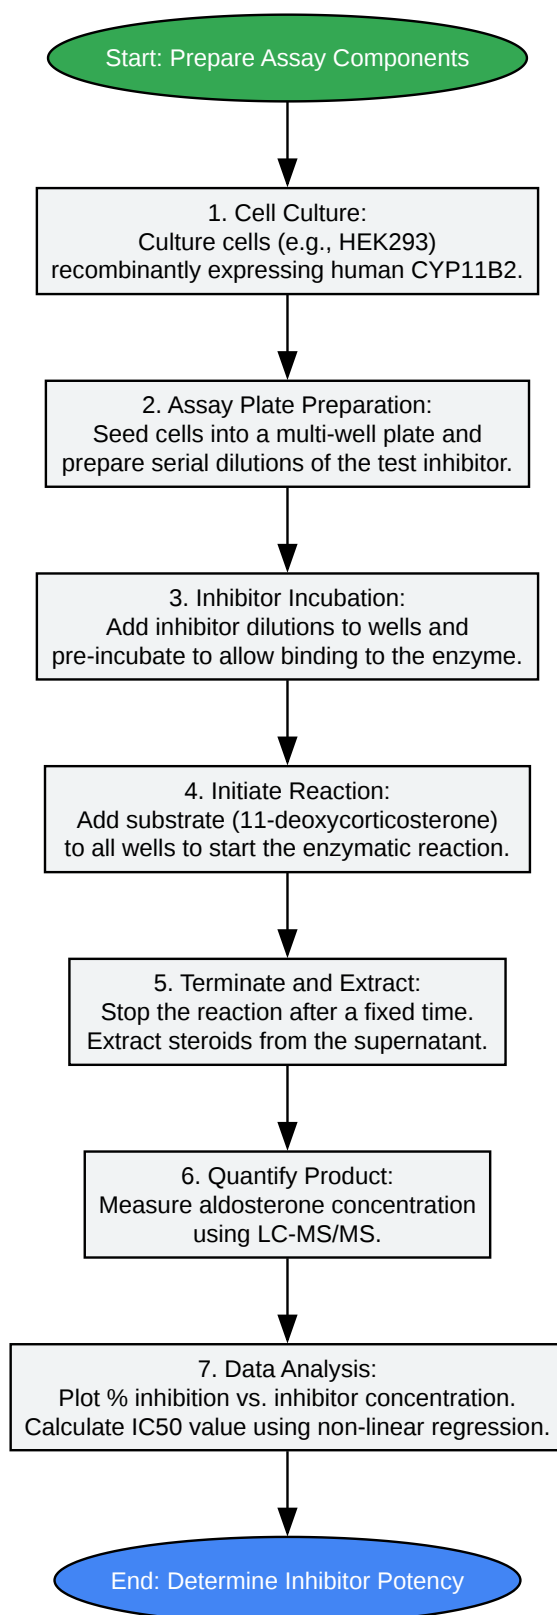 Start: Prepare Assay Components
1. Cell Culture:
Culture cells (e.g., HEK293)
recombinantly expressing human CYP11B2.
2. Assay Plate Preparation:
Seed cells into a multi-well plate and
prepare serial dilutions of the test inhibitor.
3. Inhibitor Incubation:
Add inhibitor dilutions to wells and
pre-incubate to allow binding to the enzyme.
4. Initiate Reaction:
Add substrate (11-deoxycorticosterone)
to all wells to start the enzymatic reaction.
5. Terminate and Extract:
Stop the reaction after a fixed time.
Extract steroids from the supernatant.
6. Quantify Product:
Measure aldosterone concentration
using LC-MS/MS.
7. Data Analysis:
Plot % inhibition vs. inhibitor concentration.
Calculate IC50 value using non-linear regression.
End: Determine Inhibitor Potency